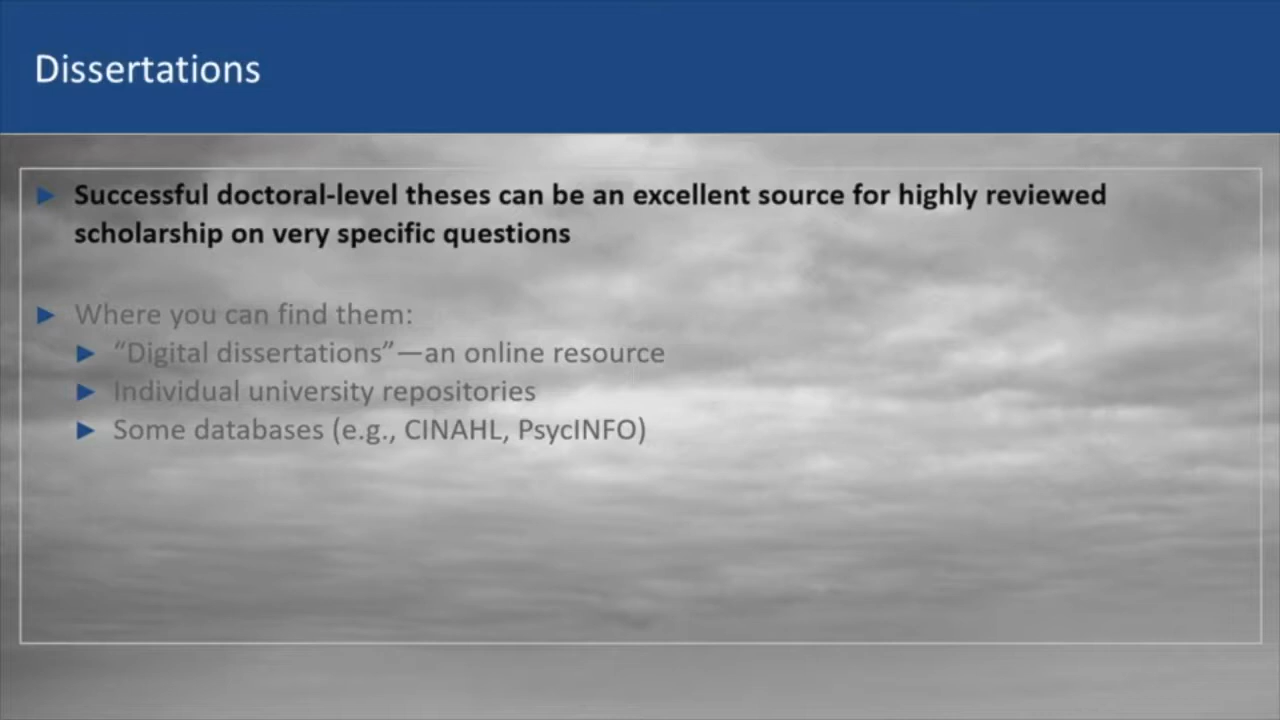 Dissertations
► Successful doctoral-level theses can be an excellent source for highly reviewed
scholarship on very specific questions
► Where you can find them:
► “Digital dissertations”—an online resource
► Individual university repositories
► Some databases (e.g., CINAHL, PsycINFO)